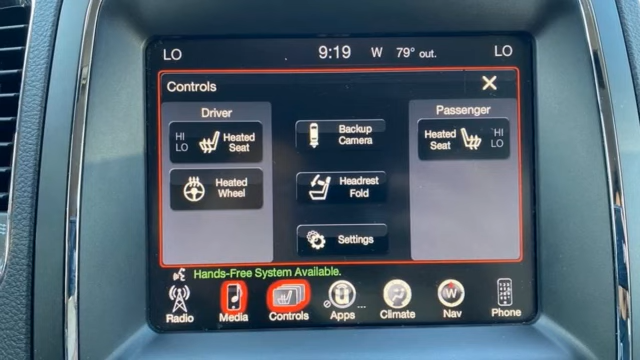 LO 9:19 W 79° out. LO
Controls
Driver
HI
LO
Heated
Seat
Heated
Wheel
Backup
Camera
Headrest
Fold
Settings
Passenger
Heated
Seat
HI
LO
Hands-Free System Available.
Radio Media Controls Apps Climate Nav Phone